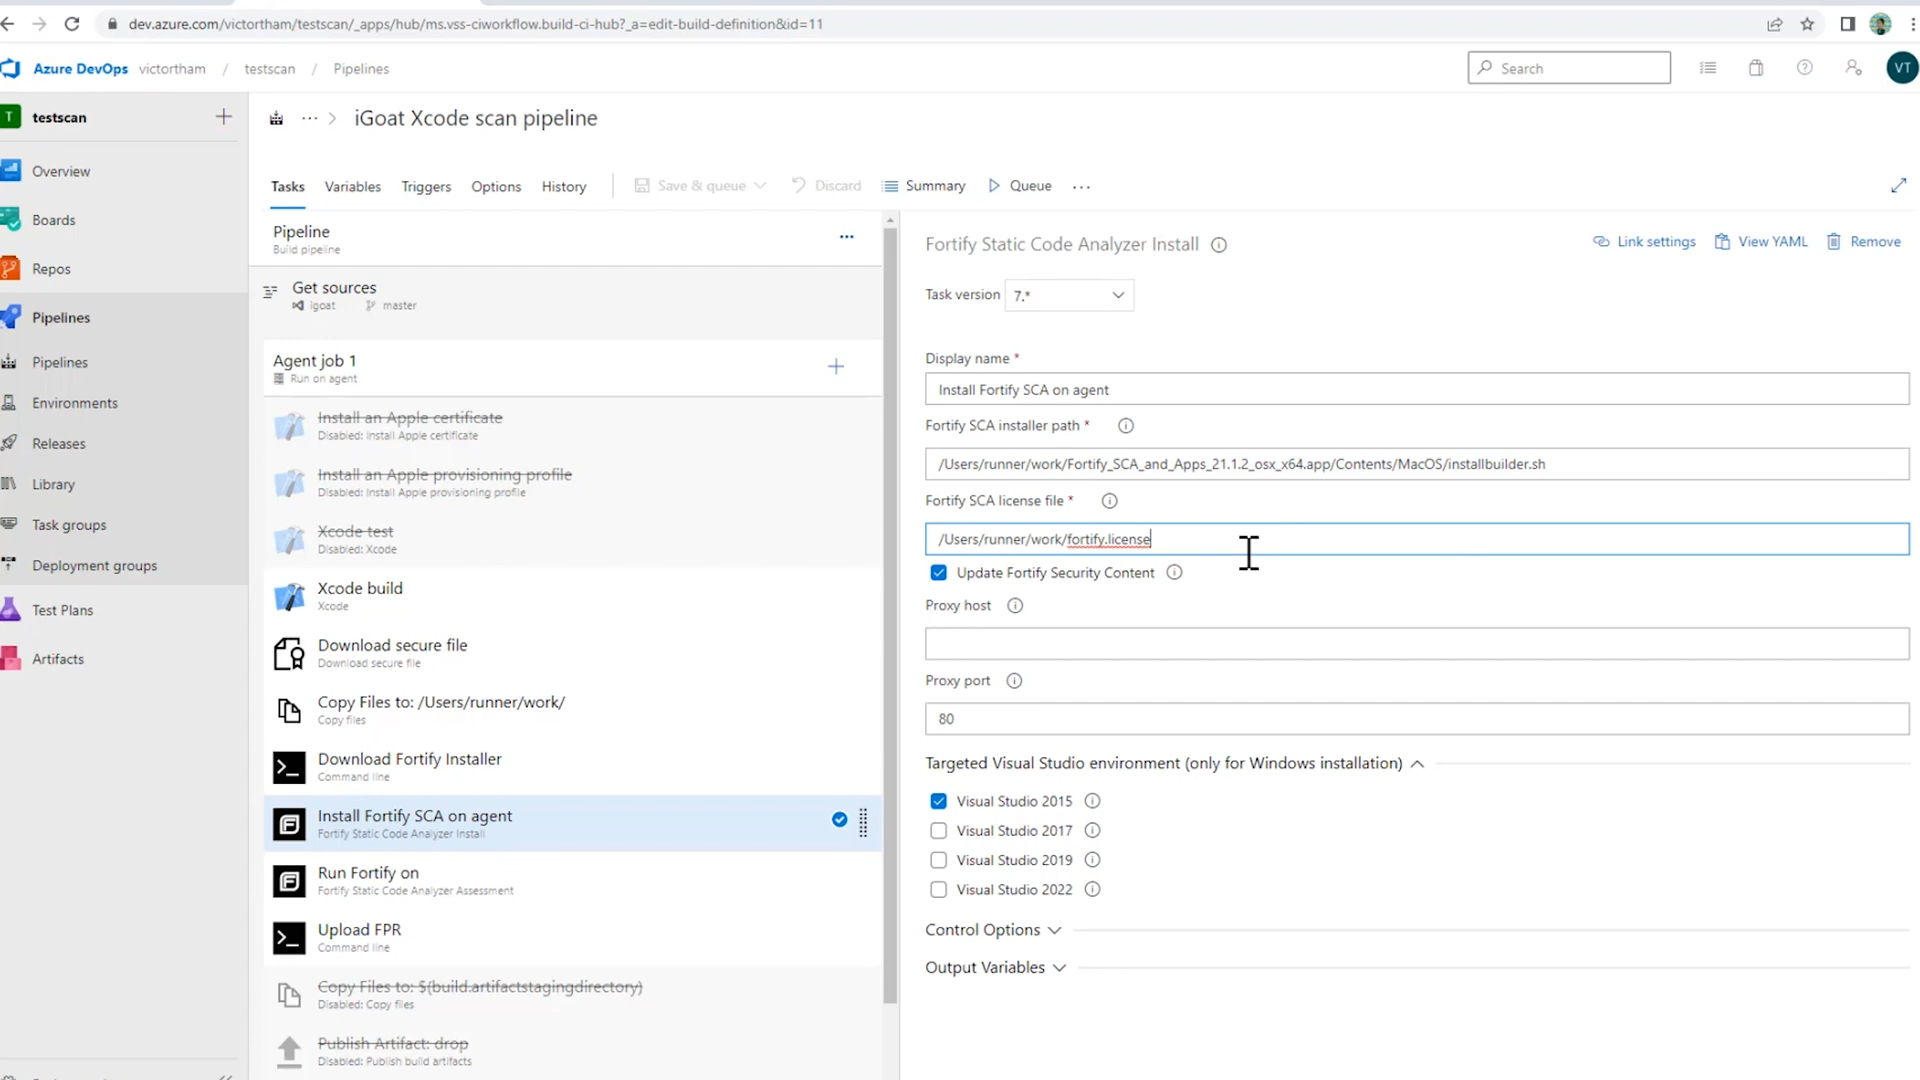 dev.azure.com/victortham/testscan/_apps/hub/ms.vss-ciworkflow.build-ci-hub?_a=edit-build-definition&id=11
Azure DevOps victortham / testscan / Pipelines
Search
VT
T testscan
Overview
Boards
Repos
Pipelines
Pipelines
Environments
Releases
Library
Task groups
Deployment groups
Test Plans
Artifacts
··· > iGoat Xcode scan pipeline
Tasks Variables Triggers Options History Save & queue Discard Summary Queue ···
Pipeline
Build pipeline
Get sources
igoat master
Agent job 1
Run on agent
Install an Apple certificate
Disabled: Install Apple certificate
Install an Apple provisioning profile
Disabled: Install Apple provisioning profile
Xcode test
Disabled: Xcode
Xcode build
Xcode
Download secure file
Download secure file
Copy Files to: /Users/runner/work/
Copy files
Download Fortify Installer
Command line
Install Fortify SCA on agent
Fortify Static Code Analyzer Install
Run Fortify on
Fortify Static Code Analyzer Assessment
Upload FPR
Command line
Copy Files to: $(build.artifactstagingdirectory)
Disabled: Copy files
Publish Artifact: drop
Disabled: Publish build artifacts
Fortify Static Code Analyzer Install
Link settings View YAML Remove
Task version 7.*
Display name *
Install Fortify SCA on agent
Fortify SCA installer path *
/Users/runner/work/Fortify_SCA_and_Apps_21.1.2_osx_x64.app/Contents/MacOS/installbuilder.sh
Fortify SCA license file *
/Users/runner/work/fortify.license
Update Fortify Security Content
Proxy host
Proxy port
80
Targeted Visual Studio environment (only for Windows installation)
Visual Studio 2015
Visual Studio 2017
Visual Studio 2019
Visual Studio 2022
Control Options
Output Variables